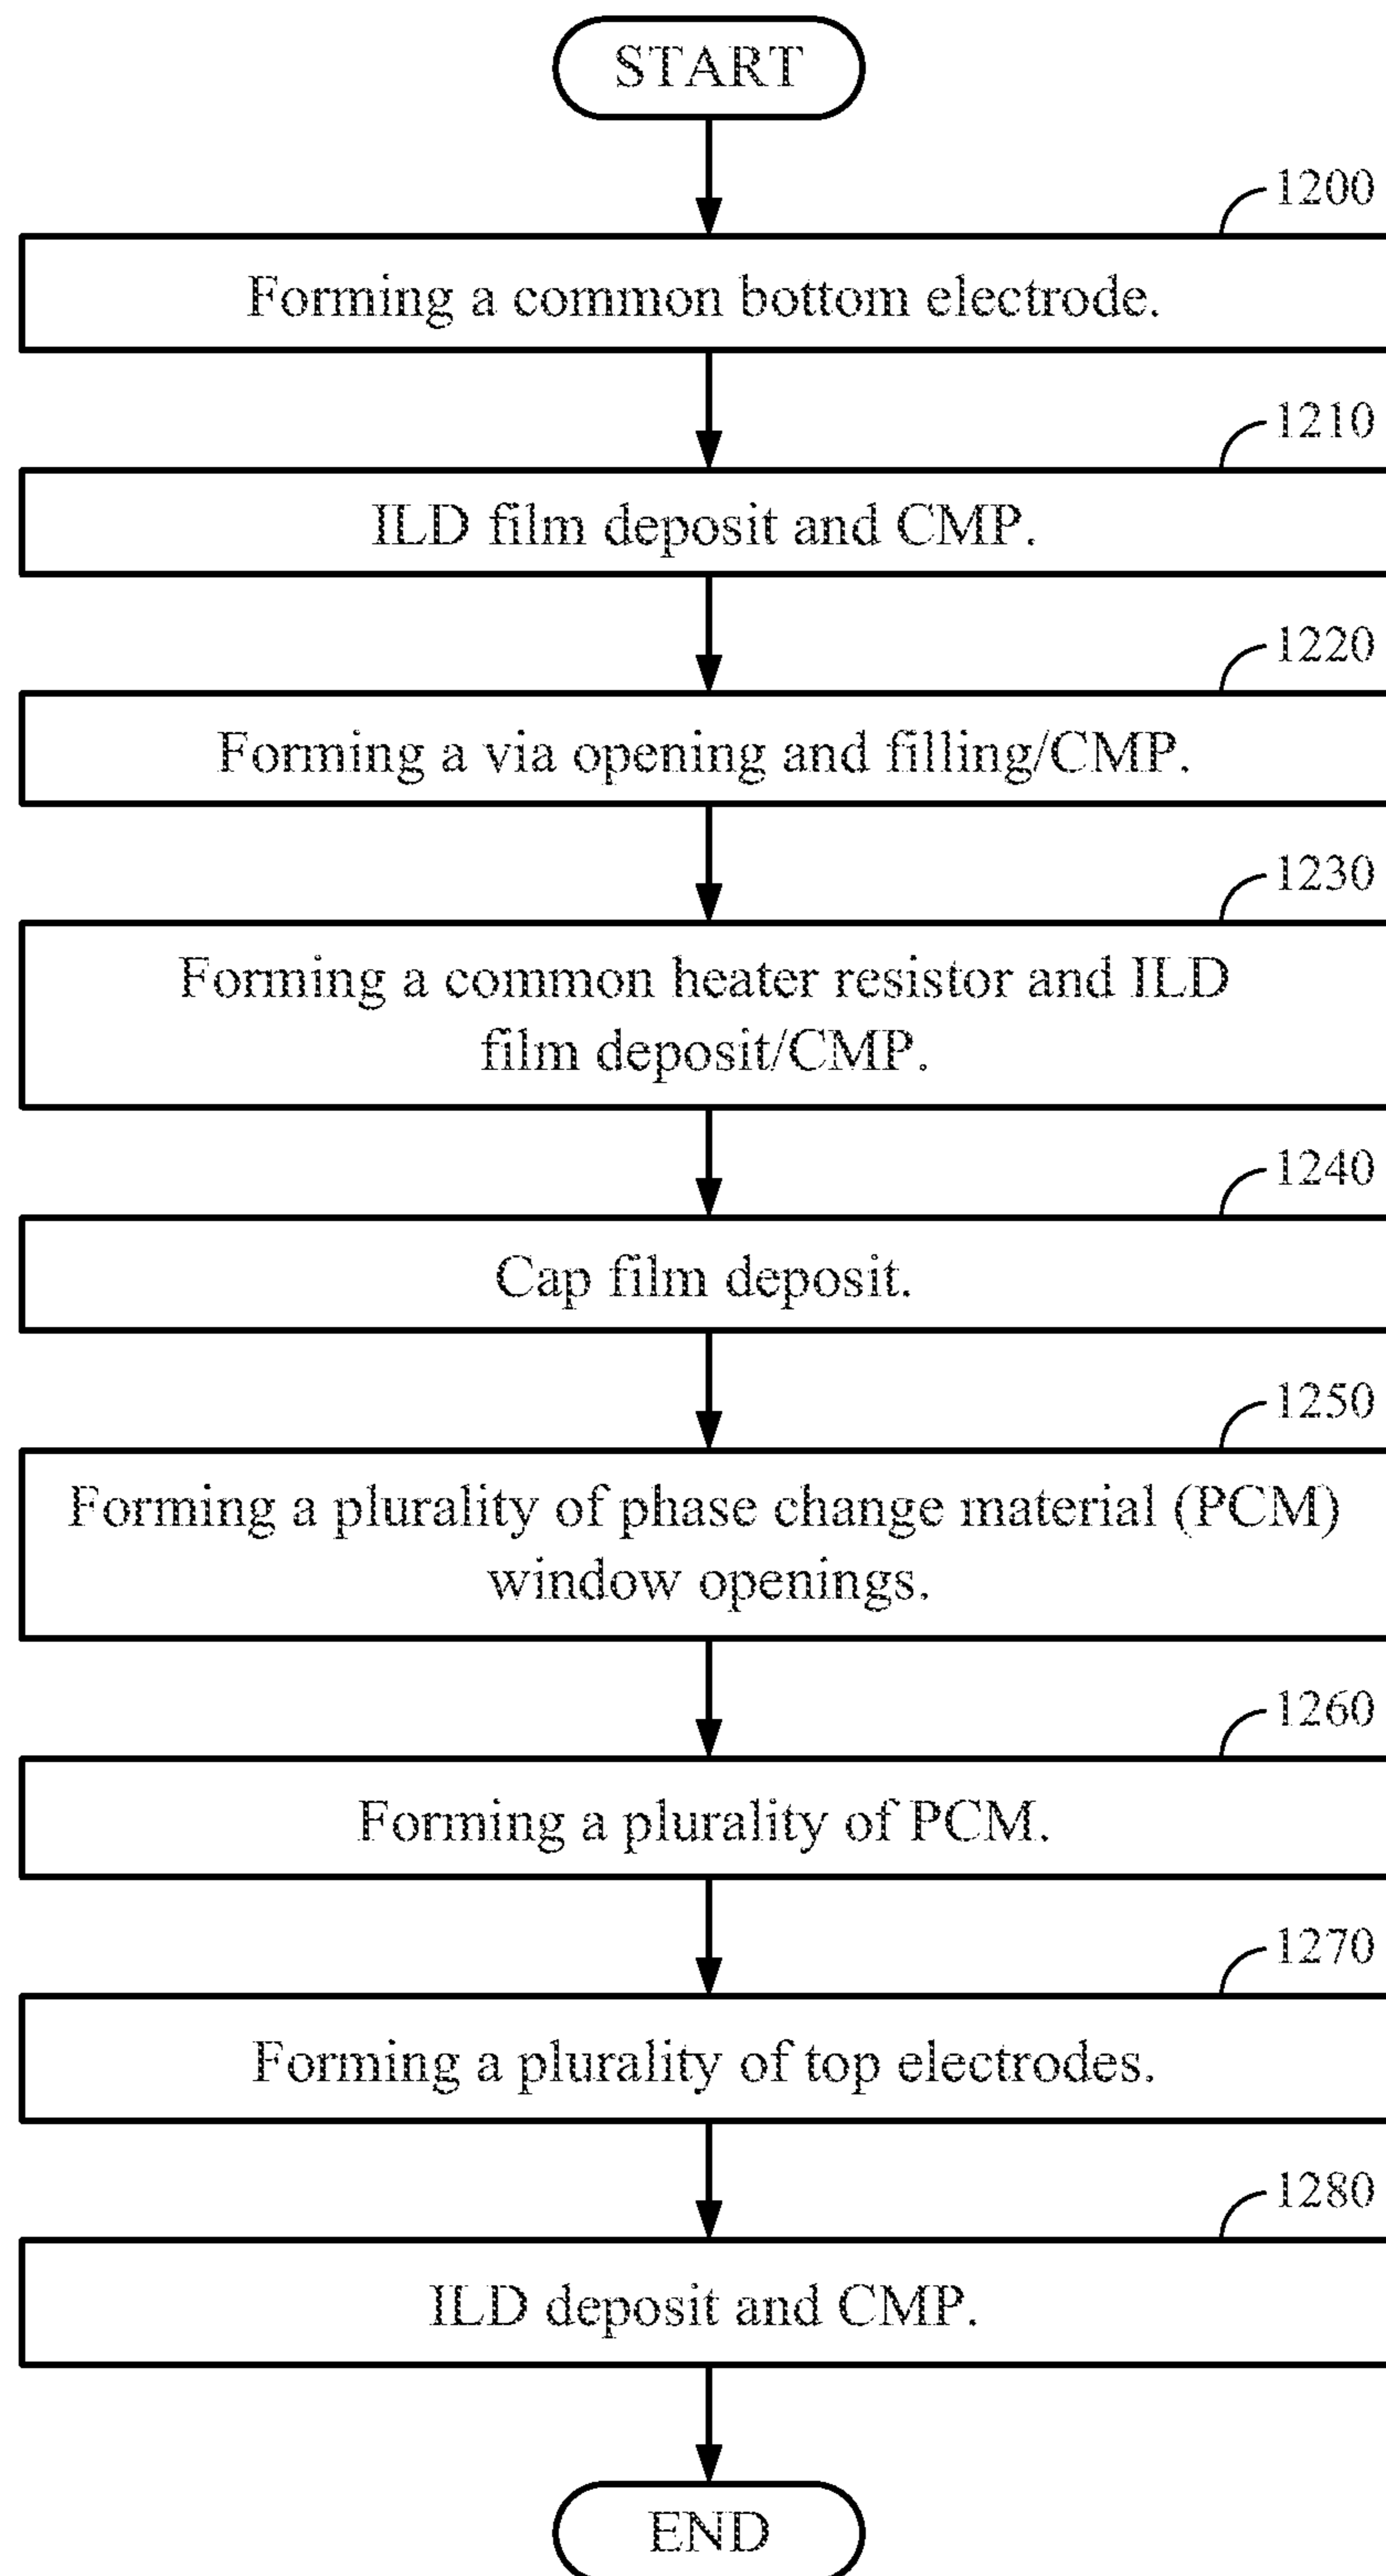 START
1200
Forming a common bottom electrode.
1210
ILD film deposit and CMP.
1220
Forming a via opening and filling/CMP.
1230
Forming a common heater resistor and ILD
film deposit/CMP.
1240
Cap film deposit.
1250
Forming a plurality of phase change material (PCM)
window openings.
1260
Forming a plurality of PCM.
1270
Forming a plurality of top electrodes.
1280
ILD deposit and CMP.
END